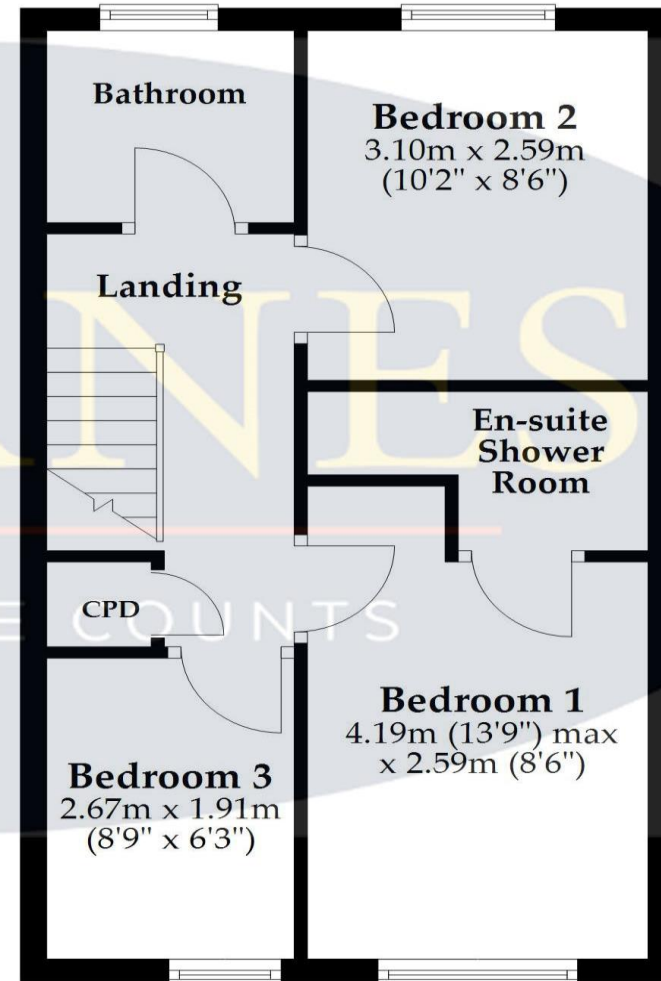 Bathroom
Bedroom 2
3.10m x 2.59m
(10'2" x 8'6")
Landing
En-suite
Shower
Room
CPD
Bedroom 1
4.19m (13'9") max
x 2.59m (8'6")
Bedroom 3
2.67m x 1.91m
(8'9" x 6'3")
NES
E COUNTS